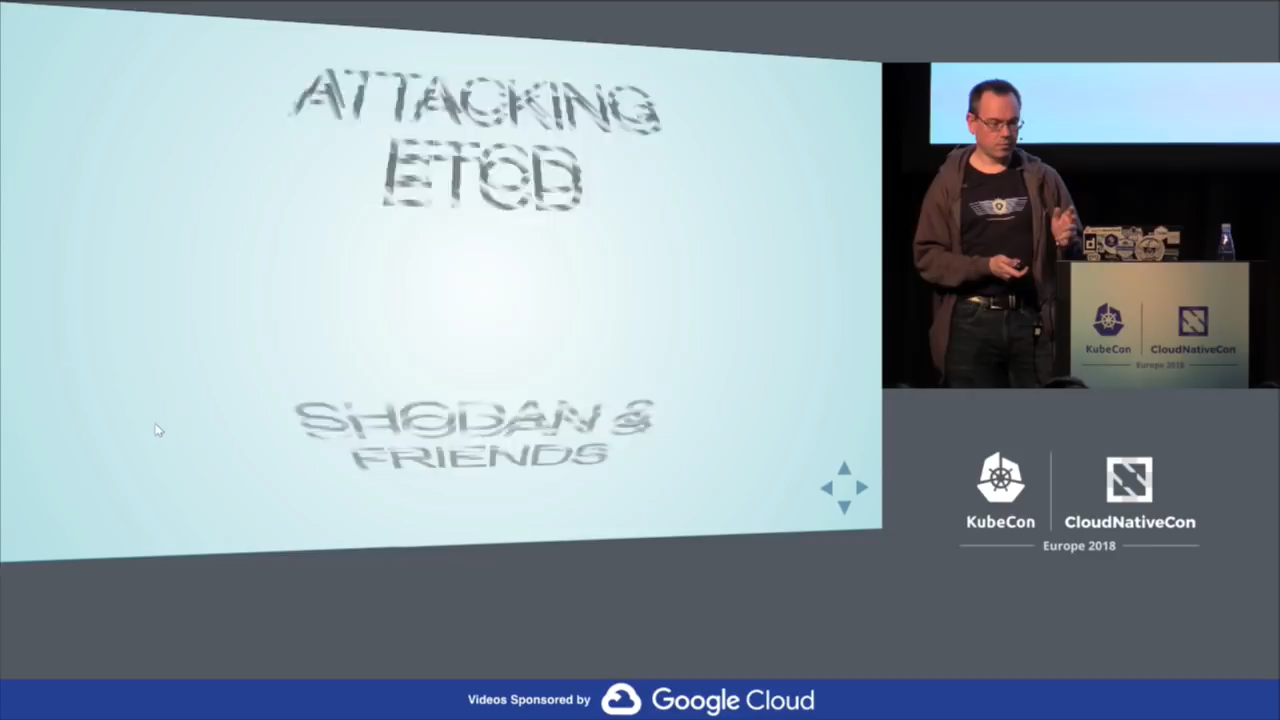 ATTACKING
ETCD
SHODAN &
FRIENDS
KubeCon
CloudNativeCon
Europe 2018
KubeCon
CloudNativeCon
Europe 2018
Videos Sponsored by
Google Cloud